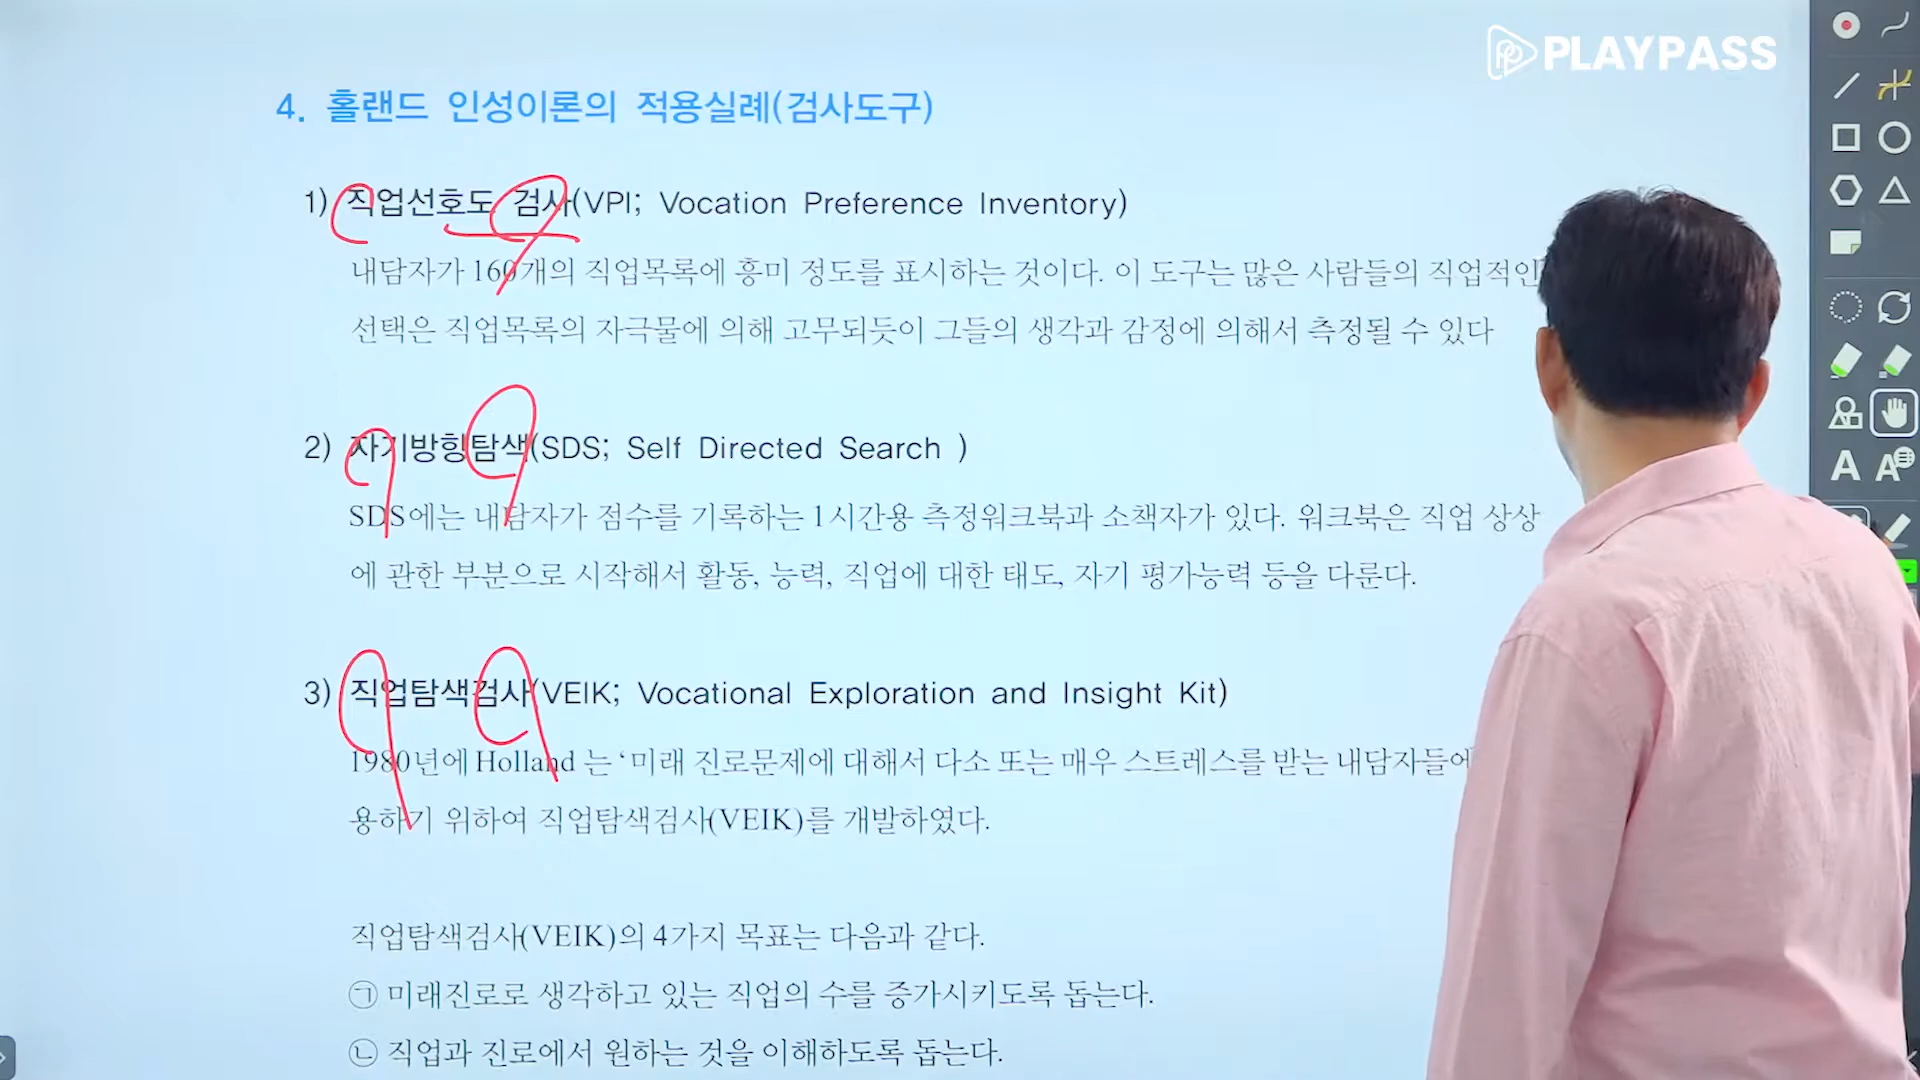 PLAYPASS
4. 홀랜드 인성이론의 적용실례(검사도구)
1) 직업선호도 검사(VPI; Vocation Preference Inventory)
내담자가 160개의 직업목록에 흥미 정도를 표시하는 것이다. 이 도구는 많은 사람들의 직업적인
선택은 직업목록의 자극물에 의해 고무되듯이 그들의 생각과 감정에 의해서 측정될 수 있다
2) 자기방향탐색(SDS; Self Directed Search )
SDS에는 내담자가 점수를 기록하는 1시간용 측정워크북과 소책자가 있다. 워크북은 직업 상상
에 관한 부분으로 시작해서 활동, 능력, 직업에 대한 태도, 자기 평가능력 등을 다룬다.
3) 직업탐색검사(VEIK; Vocational Exploration and Insight Kit)
1980년에 Holland 는 ‘미래 진로문제에 대해서 다소 또는 매우 스트레스를 받는 내담자들에
용하기 위하여 직업탐색검사(VEIK)를 개발하였다.
직업탐색검사(VEIK)의 4가지 목표는 다음과 같다.
㉠ 미래진로로 생각하고 있는 직업의 수를 증가시키도록 돕는다.
㉡ 직업과 진로에서 원하는 것을 이해하도록 돕는다.